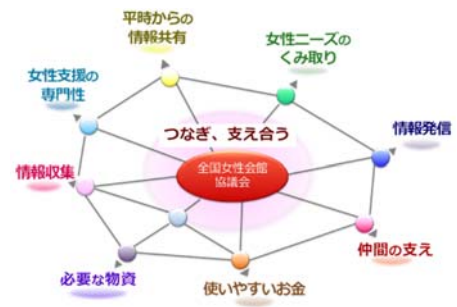 平時からの
情報共有
女性ニーズの
くみ取り
女性支援の
専門性
つなぎ、支え合う
情報発信
全国女性会館
協議会
情報収集
仲間の支え
必要な物資
使いやすいお金